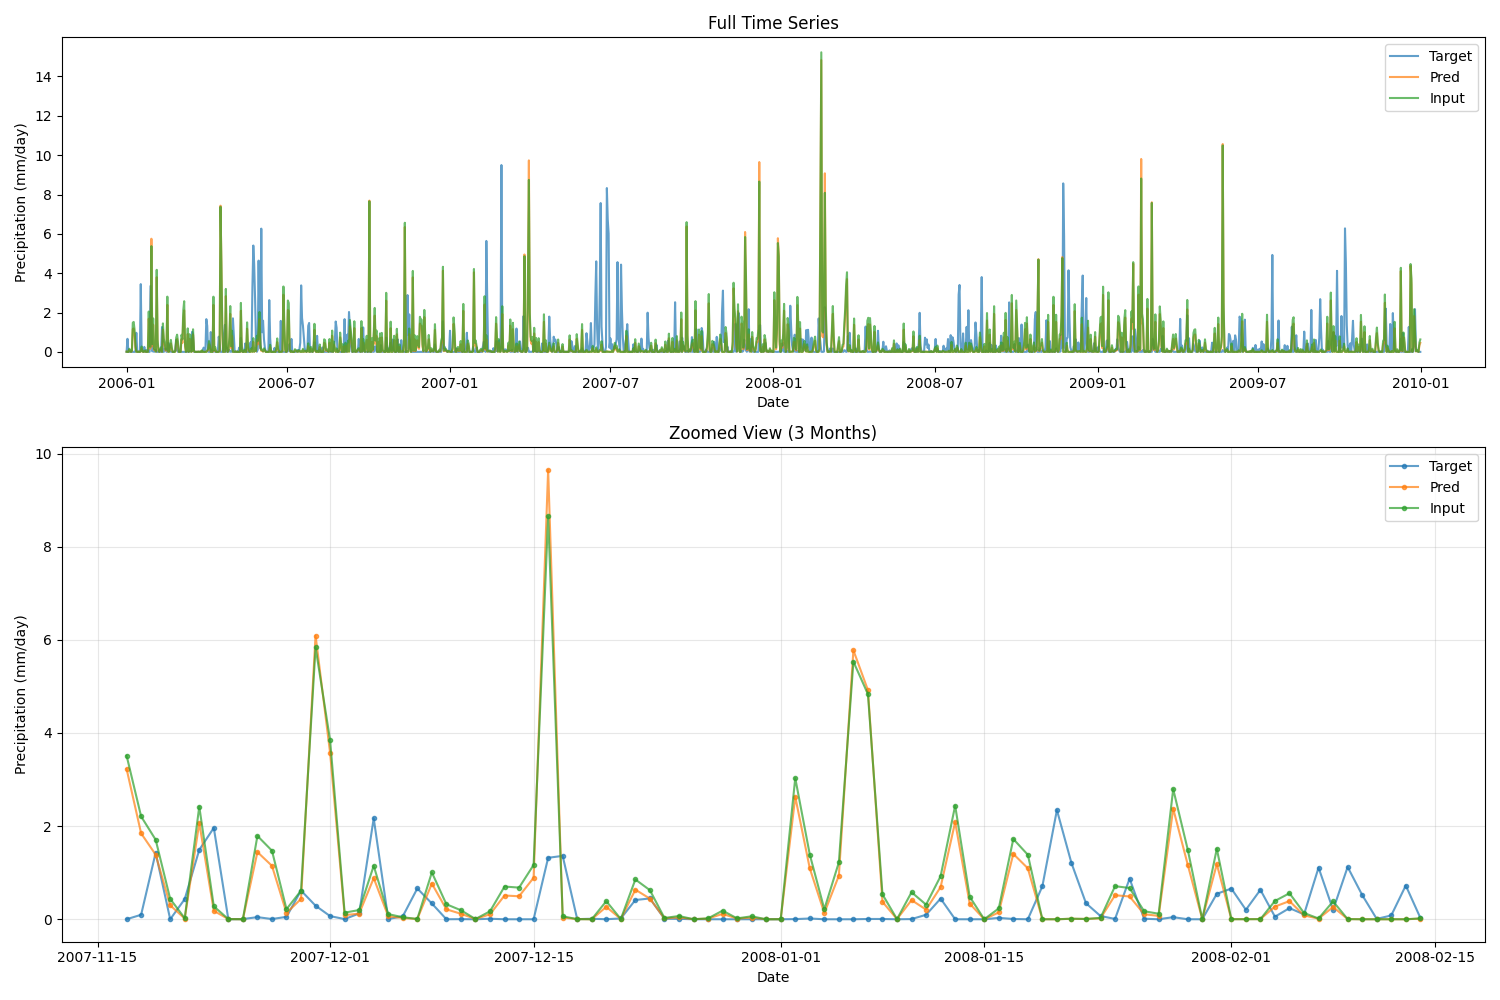 Full Time Series
Precipitation (mm/day)
14
12
10
8
6
4
2
0
Target
Pred
Input
2006-01
2006-07
2007-01
2007-07
2008-01
2008-07
2009-01
2009-07
2010-01
Date
Zoomed View (3 Months)
Precipitation (mm/day)
10
8
6
4
2
0
Target
Pred
Input
2007-11-15
2007-12-01
2007-12-15
2008-01-01
2008-01-15
2008-02-01
2008-02-15
Date